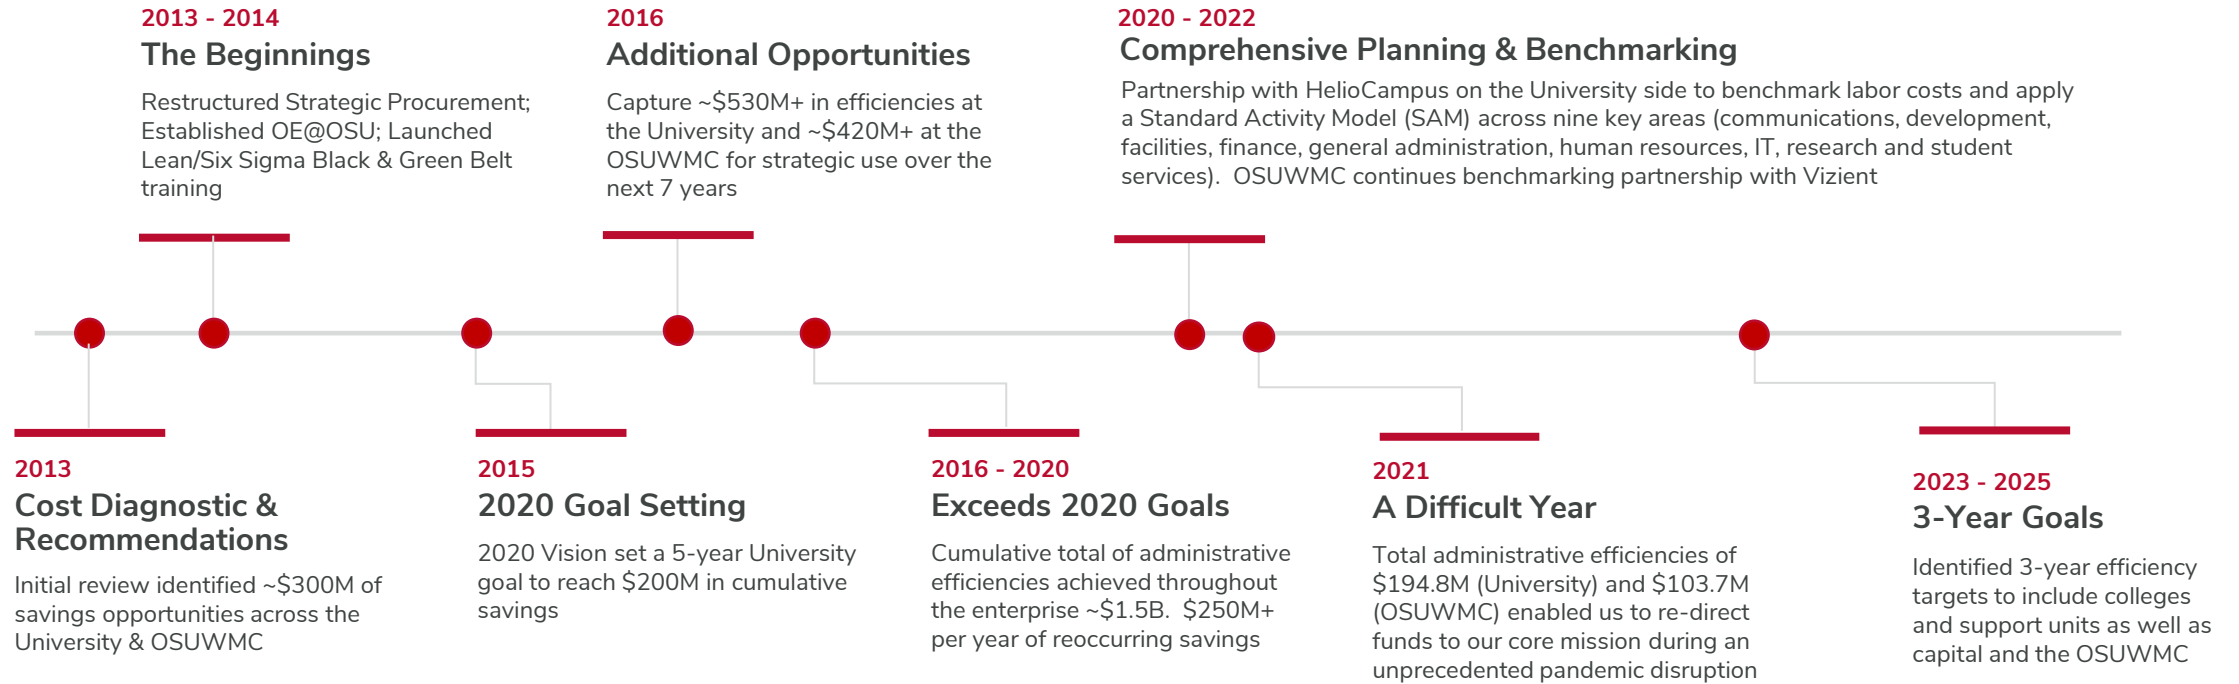 2013 - 2014
The Beginnings
Restructured Strategic Procurement;
Established OE@OSU; Launched
Lean/Six Sigma Black & Green Belt
training
2016
Additional Opportunities
Capture ~$530M+ in efficiencies at
the University and ~$420M+ at the
OSUWMC for strategic use over the
next 7 years
2020 - 2022
Comprehensive Planning & Benchmarking
Partnership with HelioCampus on the University side to benchmark labor costs and apply
a Standard Activity Model (SAM) across nine key areas (communications, development,
facilities, finance, general administration, human resources, IT, research and student
services).  OSUWMC continues benchmarking partnership with Vizient
2013
Cost Diagnostic &
Recommendations
Initial review identified ~$300M of
savings opportunities across the
University & OSUWMC
2015
2020 Goal Setting
2020 Vision set a 5-year University
goal to reach $200M in cumulative
savings
2016 - 2020
Exceeds 2020 Goals
Cumulative total of administrative
efficiencies achieved throughout
the enterprise ~$1.5B.  $250M+
per year of reoccurring savings
2021
A Difficult Year
Total administrative efficiencies of
$194.8M (University) and $103.7M
(OSUWMC) enabled us to re-direct
funds to our core mission during an
unprecedented pandemic disruption
2023 - 2025
3-Year Goals
Identified 3-year efficiency
targets to include colleges
and support units as well as
capital and the OSUWMC